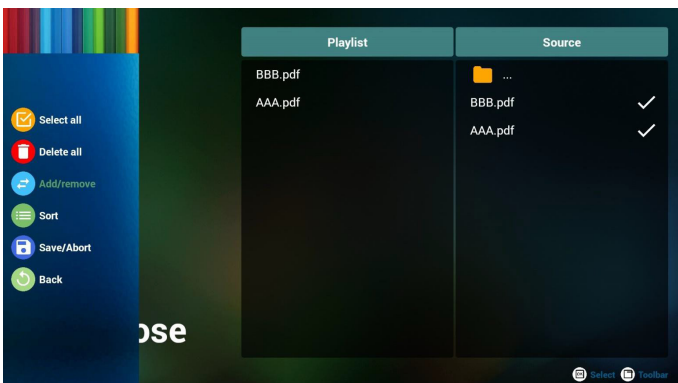 Playlist
Source
BBB.pdf
AAA.pdf
...
BBB.pdf
AAA.pdf
Select all
Delete all
Add/remove
Sort
Save/Abort
Back
ose
Select
Toolbar